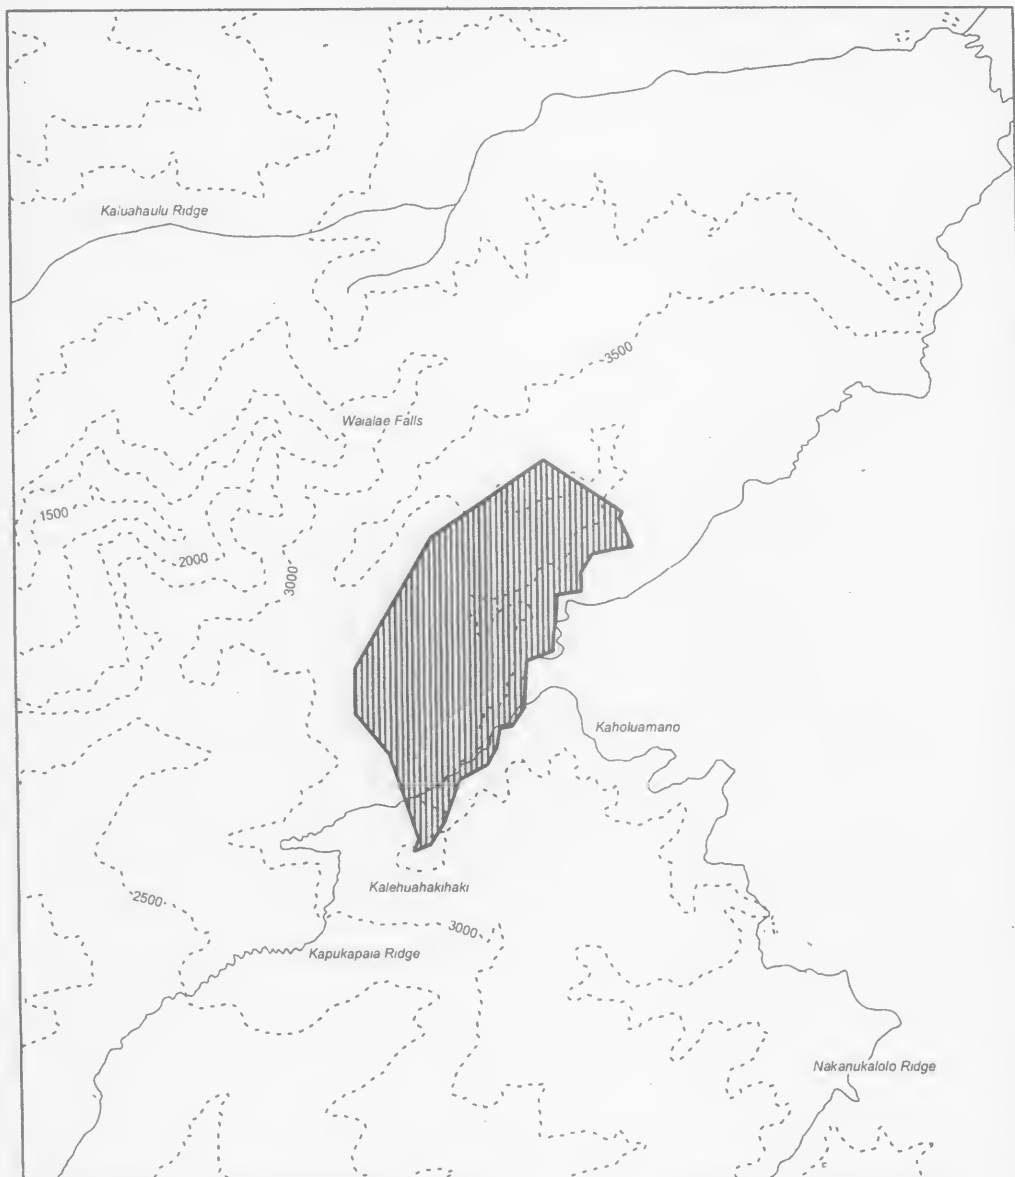 Kaluahaulu Ridge
3500
Waialae Falls
1500
2000
3000
Kaholuamano
Kalehuahakihaki
2500
3000
Kapukapaia Ridge
Nakanukalolo Ridge